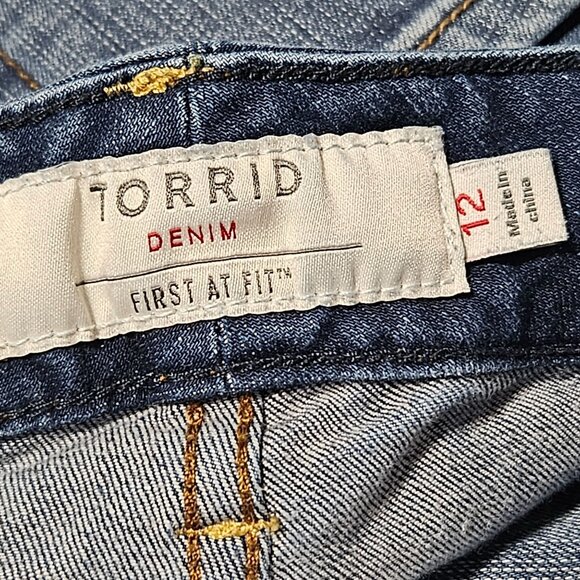 TORRID
DENIM
FIRST AT FIT™
12
Made in
china